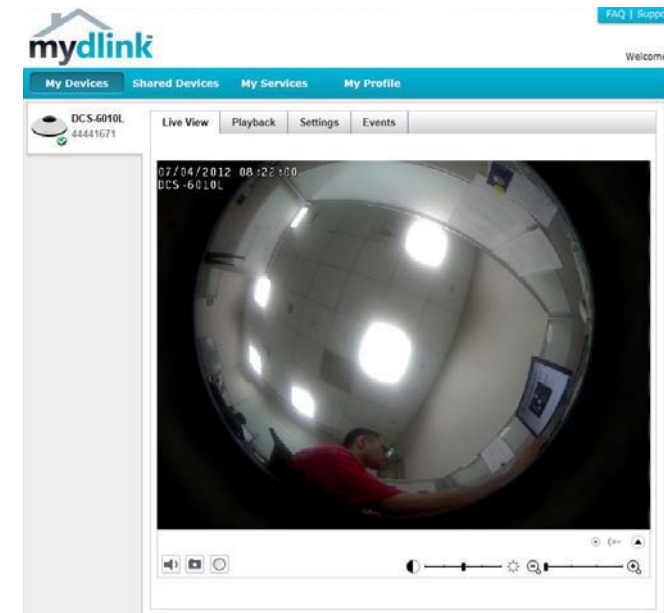 FAQ | Suppo
mydlink
Welcome
My Devices Shared Devices My Services My Profile
DCS-6010L
44441671
Live View Playback Settings Events
07/04/2012 08:22:00
DCS-6010L